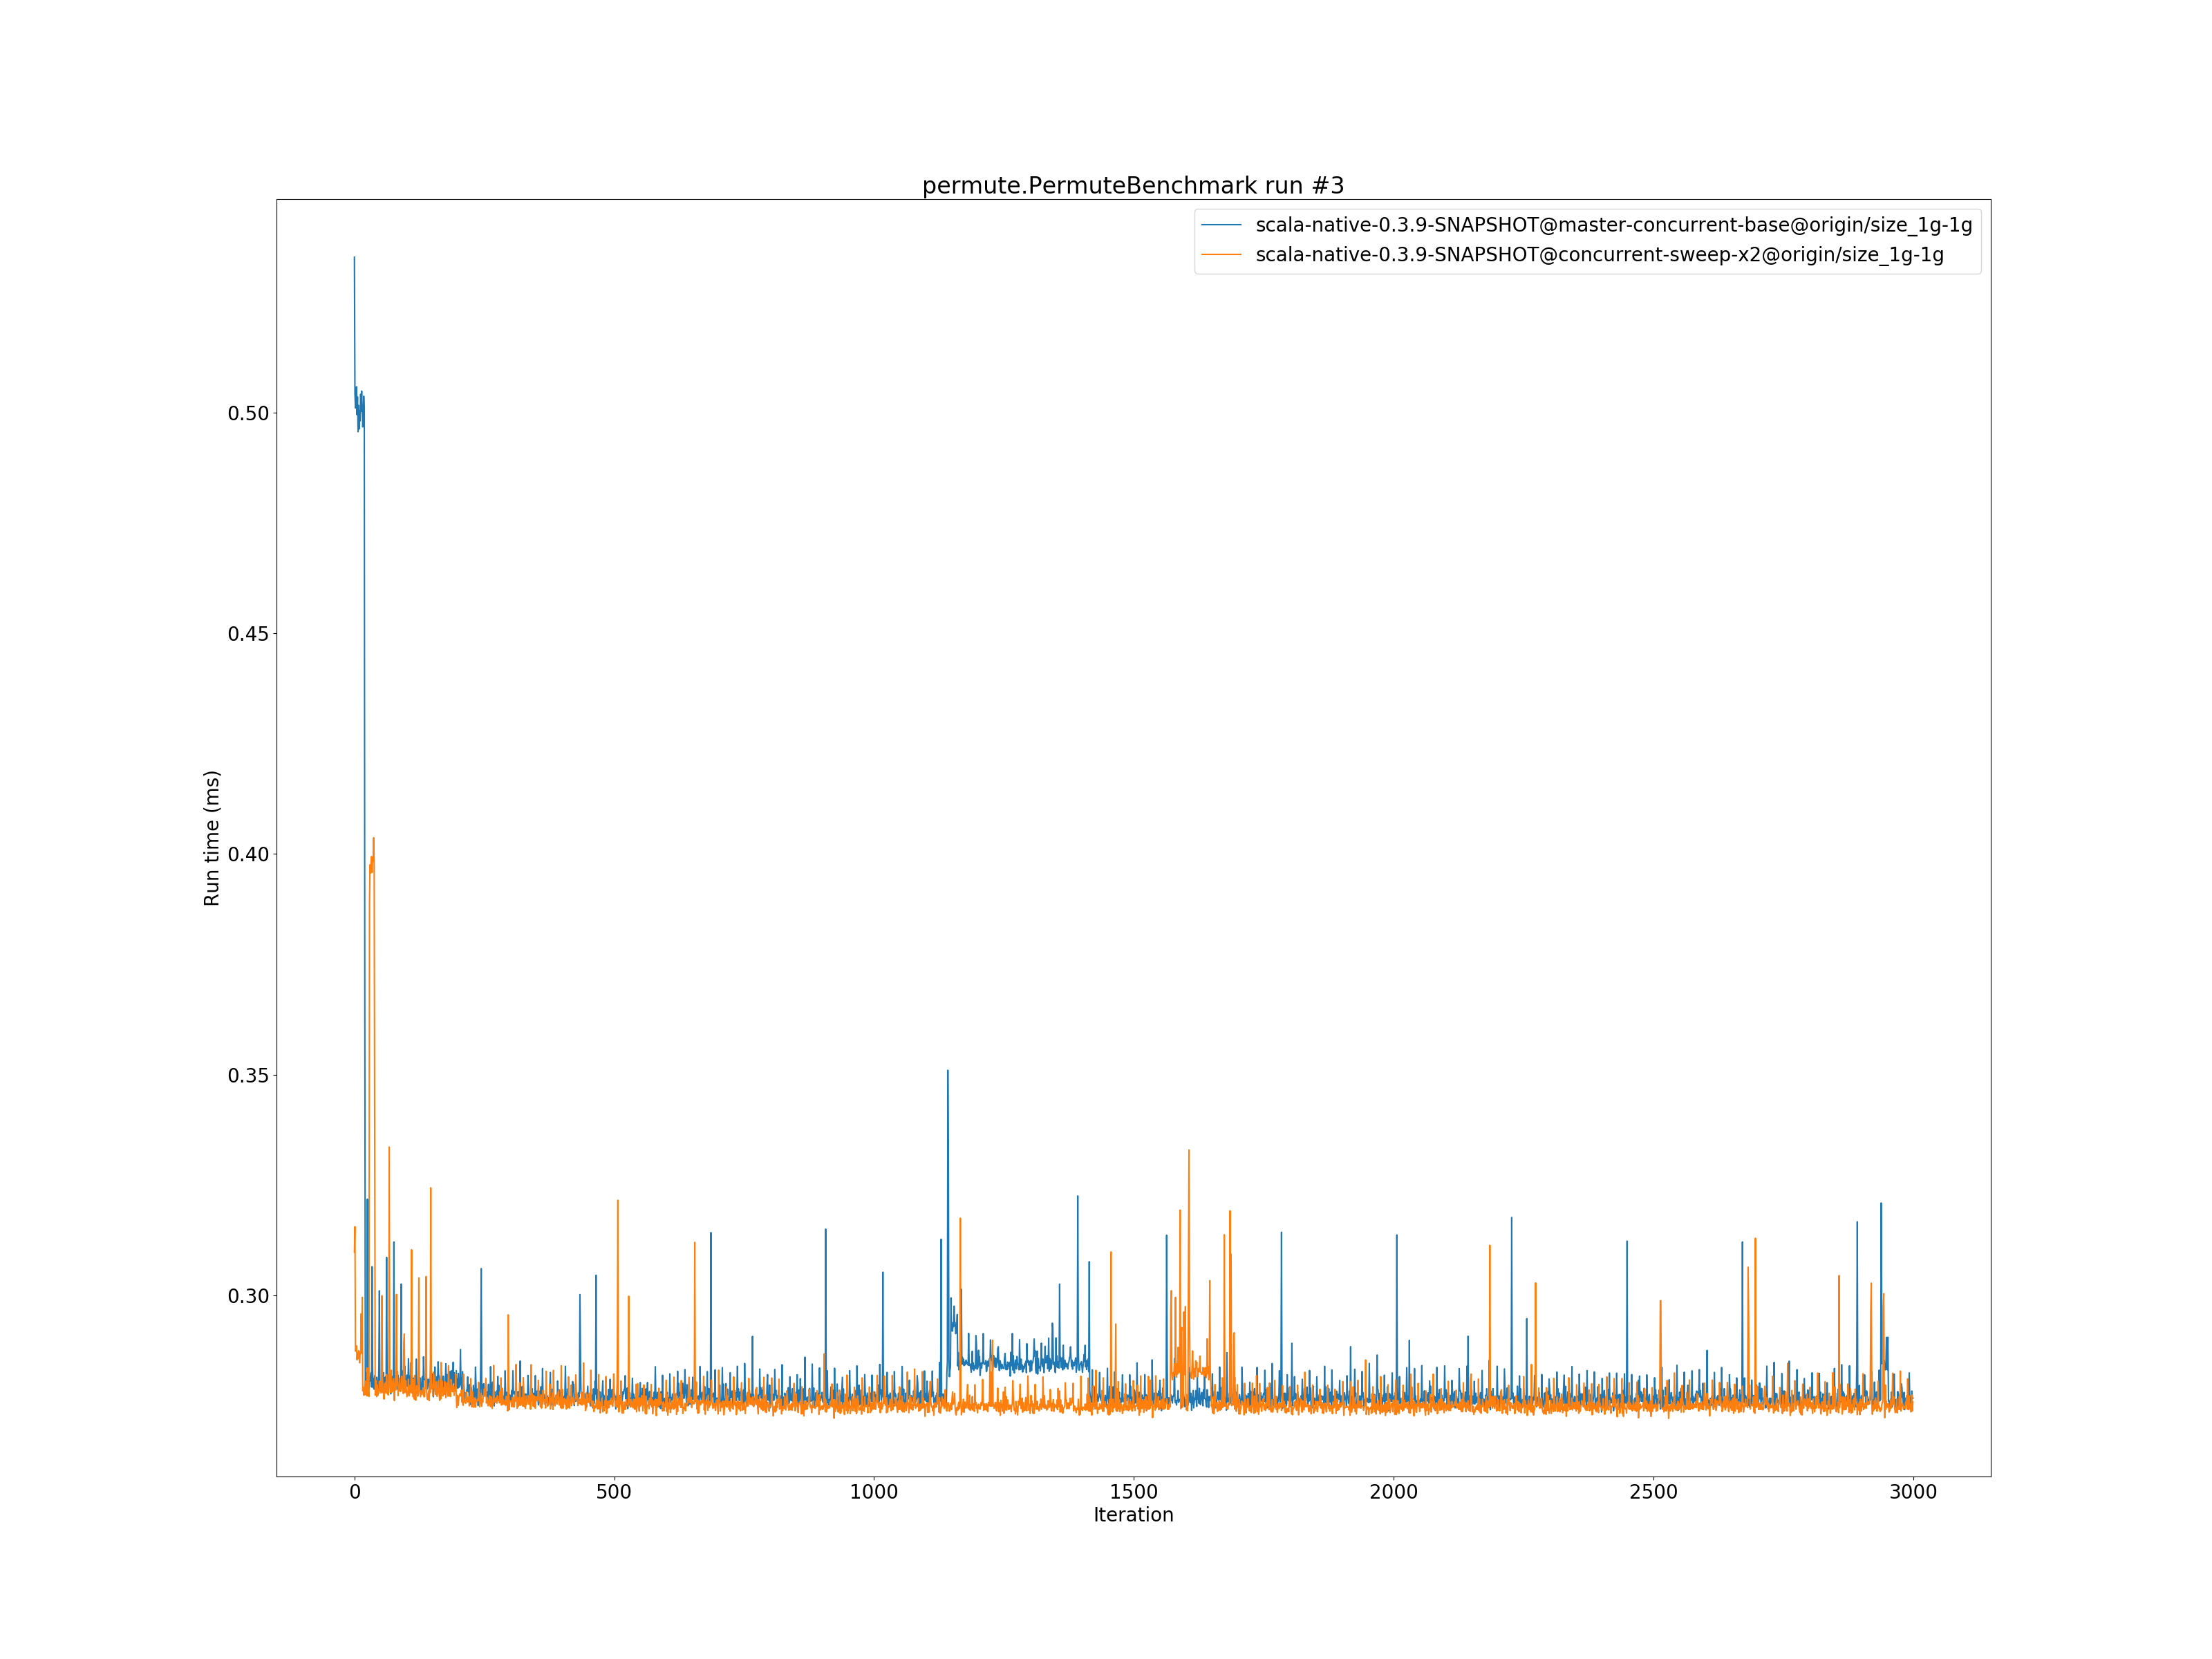 permute.PermuteBenchmark run #3
scala-native-0.3.9-SNAPSHOT@master-concurrent-base@origin/size_1g-1g
scala-native-0.3.9-SNAPSHOT@concurrent-sweep-x2@origin/size_1g-1g
Run time (ms)
0.50
0.45
0.40
0.35
0.30
0 500 1000 1500 2000 2500 3000
Iteration